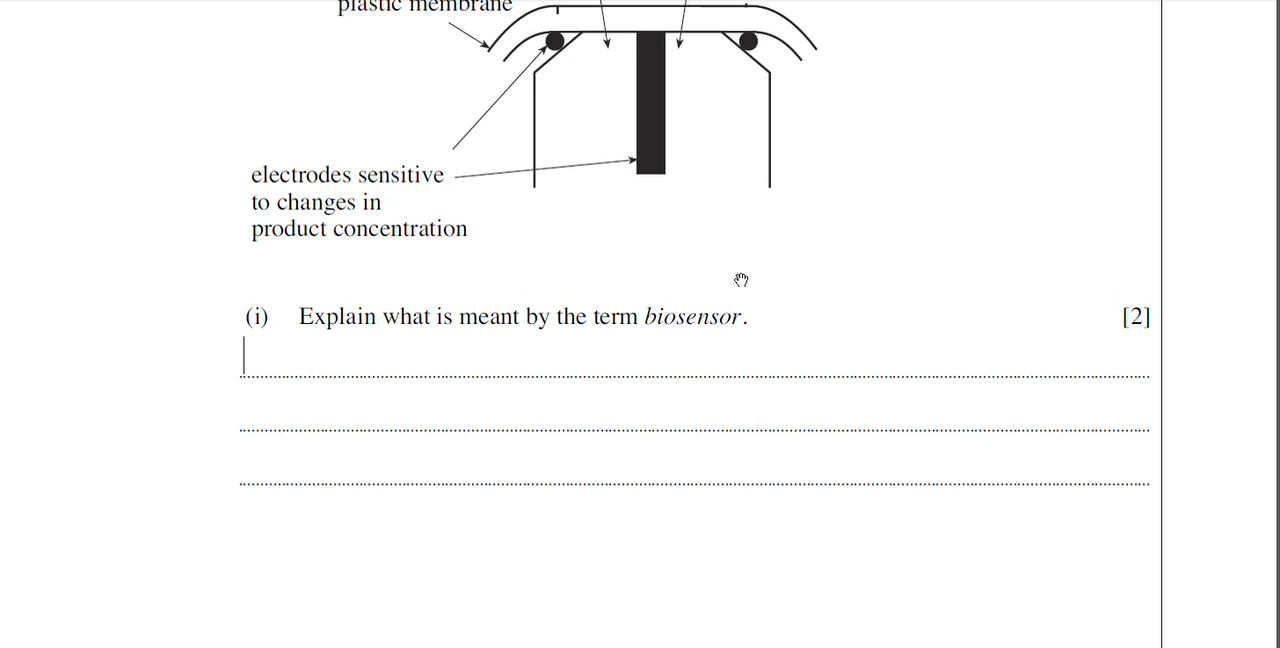 plastic membrane
electrodes sensitive
to changes in
product concentration
(i) Explain what is meant by the term biosensor. [2]